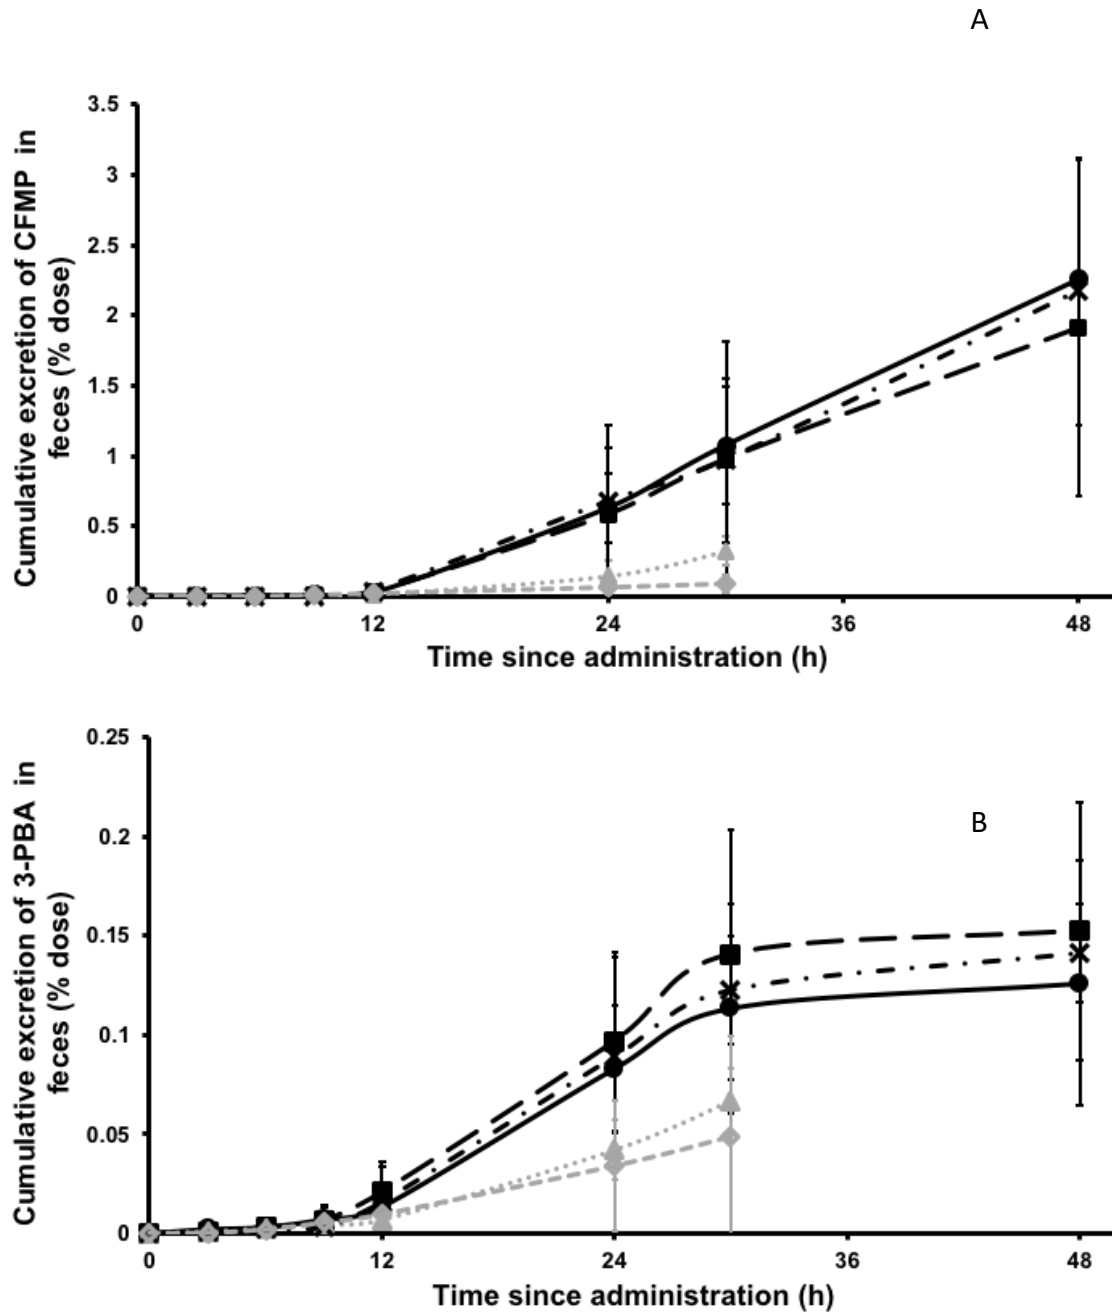 A
Cumulative excretion of CFMP in
feces (% dose)
3.5
3
2.5
2
1.5
1
0.5
0
0 12 24 36 48
Time since administration (h)
B
Cumulative excretion of 3-PBA in
feces (% dose)
0.25
0.2
0.15
0.1
0.05
0
0 12 24 36 48
Time since administration (h)